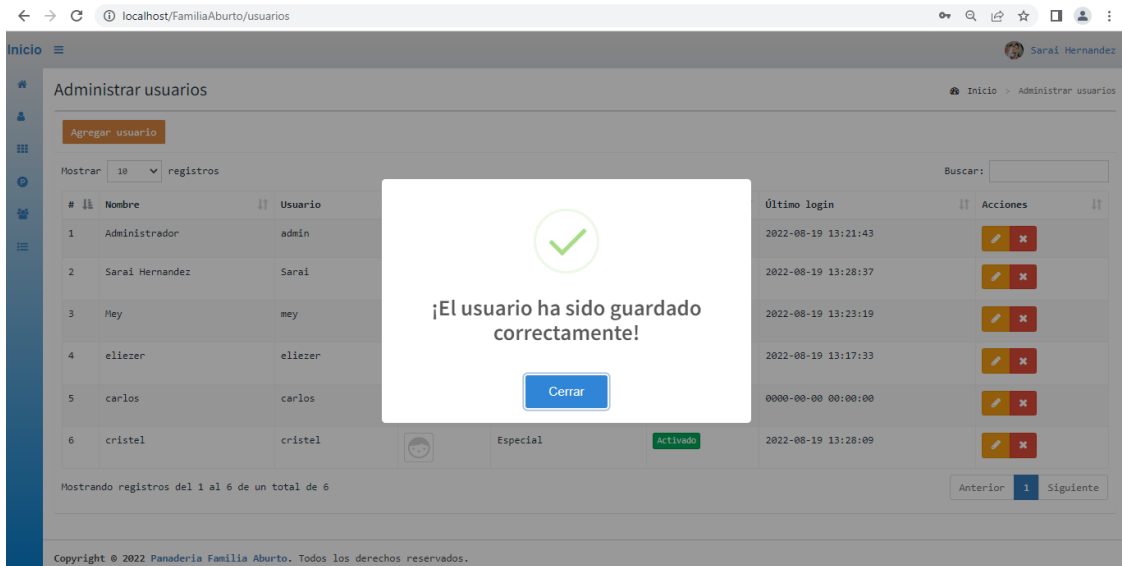 localhost/FamiliaAburto/usuarios
Inicio
Sarai Hernandez
Administrar usuarios
Inicio > Administrar usuarios
Agregar usuario
Mostrar 10 registros
Buscar:
# Nombre Usuario Último login Acciones
1 Administrador admin 2022-08-19 13:21:43
2 Sarai Hernandez Sarai 2022-08-19 13:28:37
3 Mey mey 2022-08-19 13:23:19
4 eliezer eliezer 2022-08-19 13:17:33
5 carlos carlos 0000-00-00 00:00:00
6 cristel cristel Especial Activado 2022-08-19 13:28:09
¡El usuario ha sido guardado
correctamente!
Cerrar
Mostrando registros del 1 al 6 de un total de 6
Anterior 1 Siguiente
Copyright © 2022 Panaderia Familia Aburto. Todos los derechos reservados.